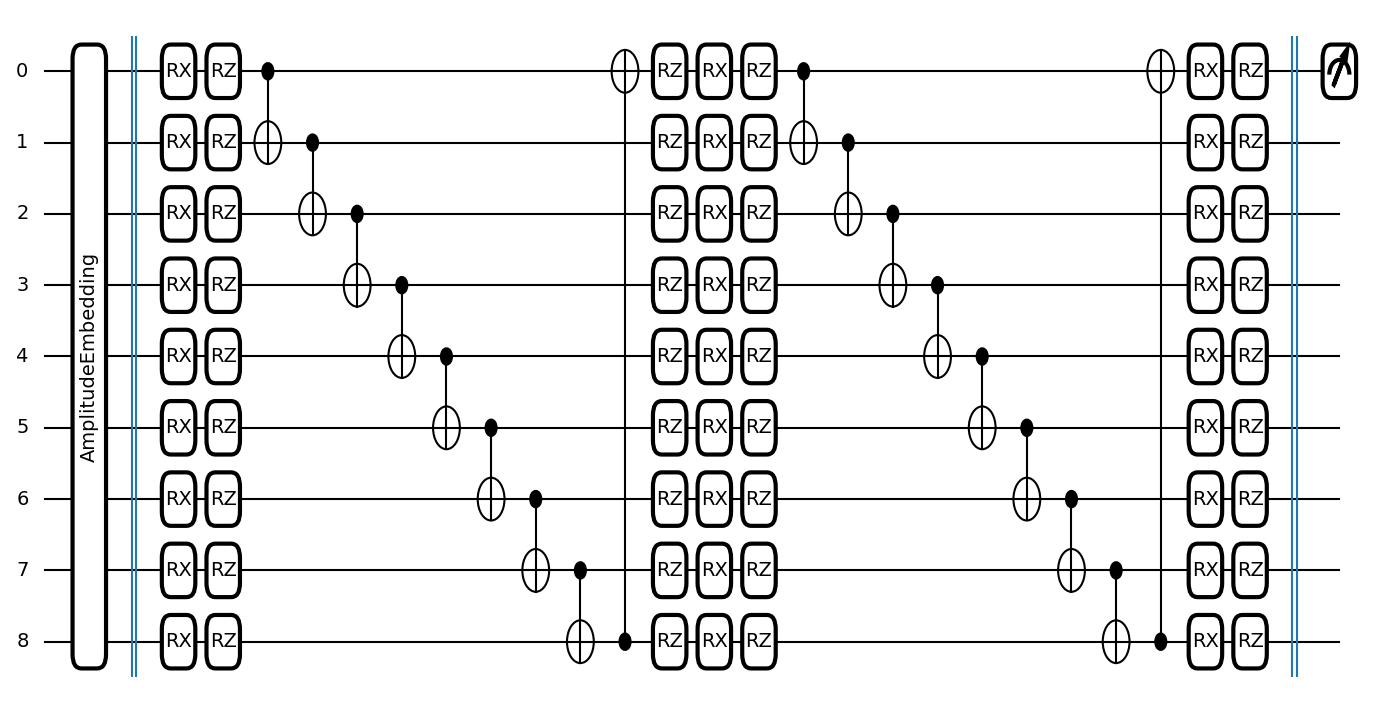 AmplitudeEmbedding
0 RX RZ RZ RX RZ RX RZ
1 RX RZ RZ RX RZ RX RZ
2 RX RZ RZ RX RZ RX RZ
3 RX RZ RZ RX RZ RX RZ
4 RX RZ RZ RX RZ RX RZ
5 RX RZ RZ RX RZ RX RZ
6 RX RZ RZ RX RZ RX RZ
7 RX RZ RZ RX RZ RX RZ
8 RX RZ RZ RX RZ RX RZ